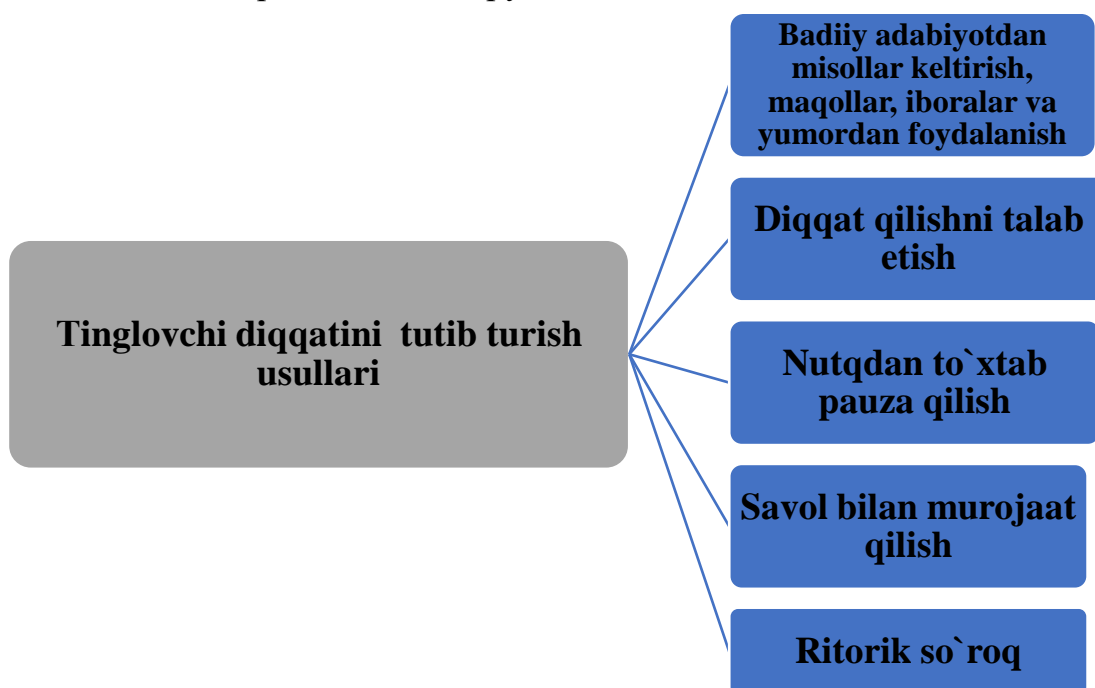 Badiiy adabiyotdan
misollar keltirish,
maqollar, iboralar va
yumordan foydalanish
Diqqat qilishni talab
etish
Tinglovchi diqqatini tutib turish
usullari
Nutqdan to`xtab
pauza qilish
Savol bilan murojaat
qilish
Ritorik so`roq